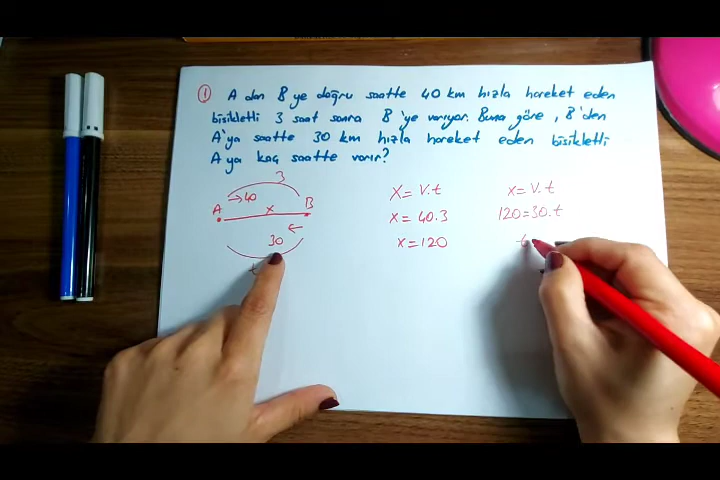 1 A dan B ye doğru saatte 40 km hızla hareket eden
bisikletli 3 saat sonra B'ye varıyor. Buna göre, B'den
A'ya saatte 30 km hızla hareket eden bisikletli
A ya kaç saatte varır?
3
→40
A x B
←
30
t
X = V.t
x = 40.3
x = 120
x = V.t
120 = 30.t
t